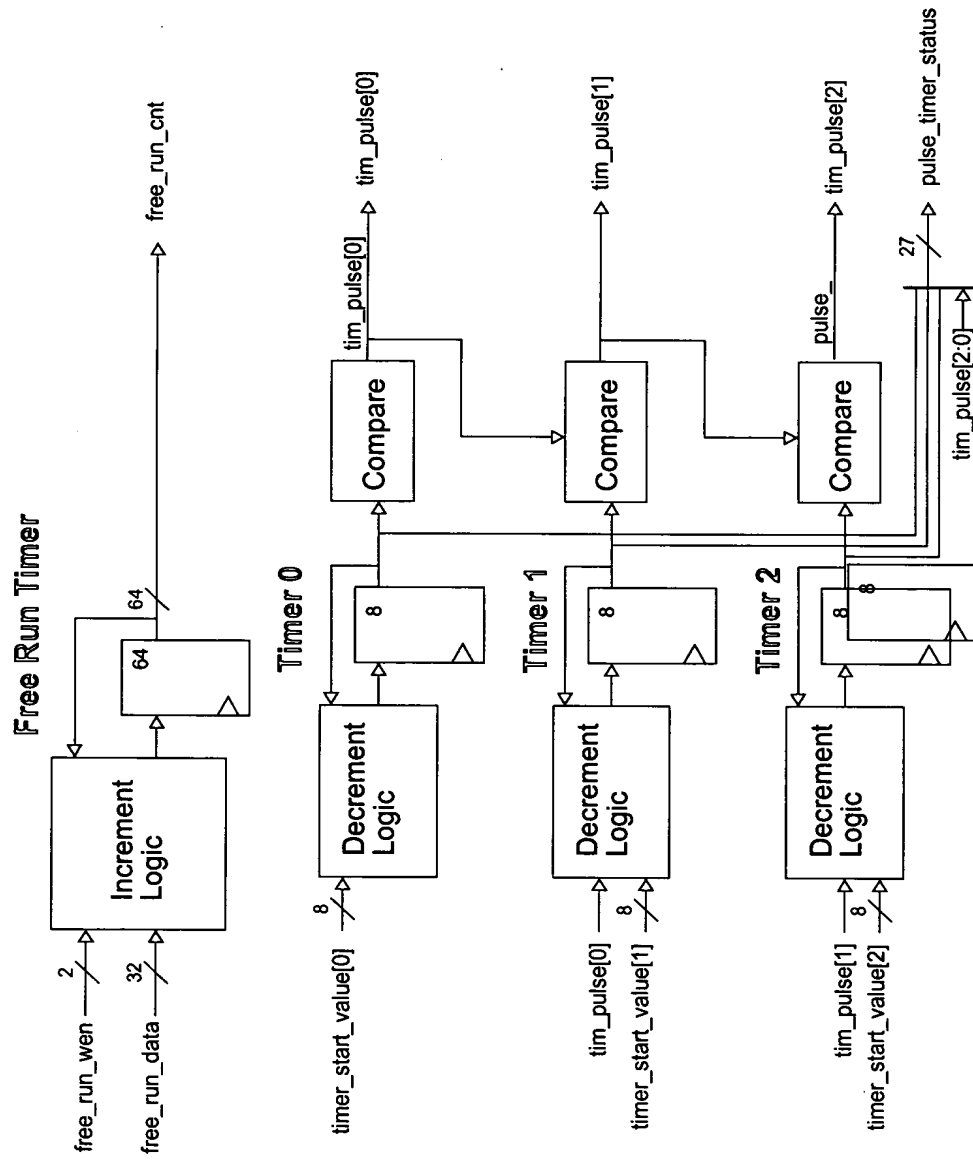 Free Run Timer
free_run_wen
2
free_run_data
32
Increment
Logic
64
64
free_run_cnt
Timer 0
timer_start_value[0]
8
Decrement
Logic
8
Compare
tim_pulse[0]
tim_pulse[0]
Timer 1
tim_pulse[0]
timer_start_value[1]
8
Decrement
Logic
8
Compare
tim_pulse[1]
Timer 2
tim_pulse[1]
timer_start_value[2]
8
Decrement
Logic
8
8
Compare
pulse_
tim_pulse[2]
27
pulse_timer_status
tim_pulse[2:0]